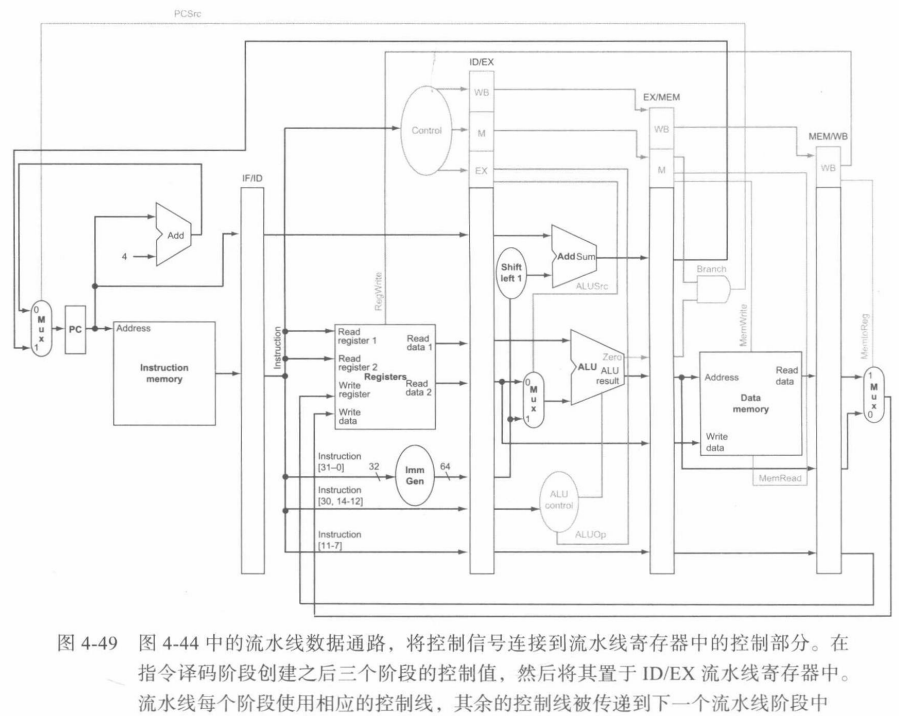 PCSrc
ID/EX
WB
EX/MEM
Control
M
WB
MEM/WB
EX
M
WB
IF/ID
Add
4
Add Sum
Shift
left 1
Branch
ALUSrc
RegWrite
MemWrite
MemtoReg
0
Mux
1
PC
Address
Instruction
memory
Instruction
Read
register 1
Read
data 1
Read
register 2
Registers
Read
data 2
Write
register
Write
data
Zero
ALU
ALU
result
0
Mux
1
Address
Read
data
Data
memory
Write
data
1
Mux
0
Instruction
[31–0]
32
Imm
Gen
64
MemRead
Instruction
[30, 14-12]
ALU
control
ALUOp
Instruction
[11-7]
图 4-49 图 4-44 中的流水线数据通路，将控制信号连接到流水线寄存器中的控制部分。在
指令译码阶段创建之后三个阶段的控制值，然后将其置于 ID/EX 流水线寄存器中。
流水线每个阶段使用相应的控制线，其余的控制线被传递到下一个流水线阶段中